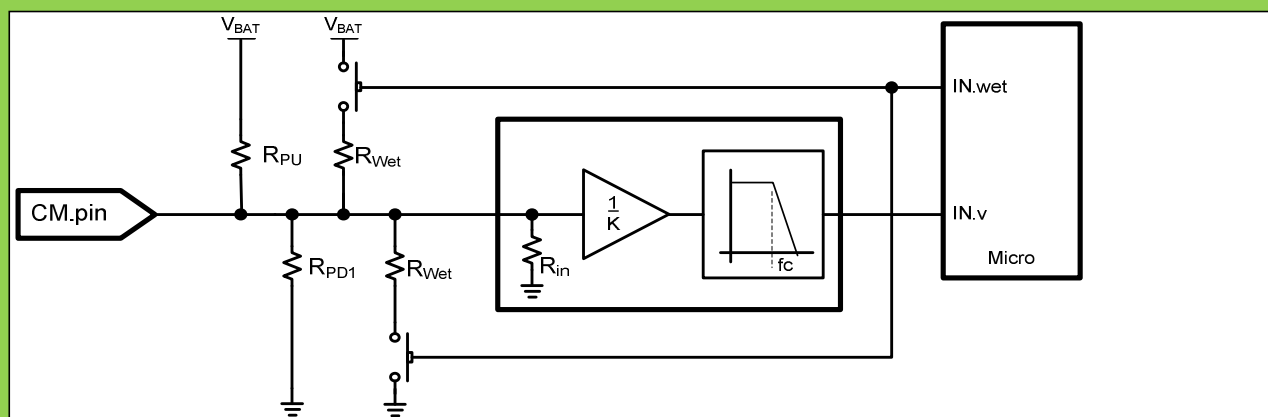 VBAT
VBAT
IN.wet
RPU
RWet
CM.pin
1
K
IN.v
RPD1
RWet
Rin
fc
Micro